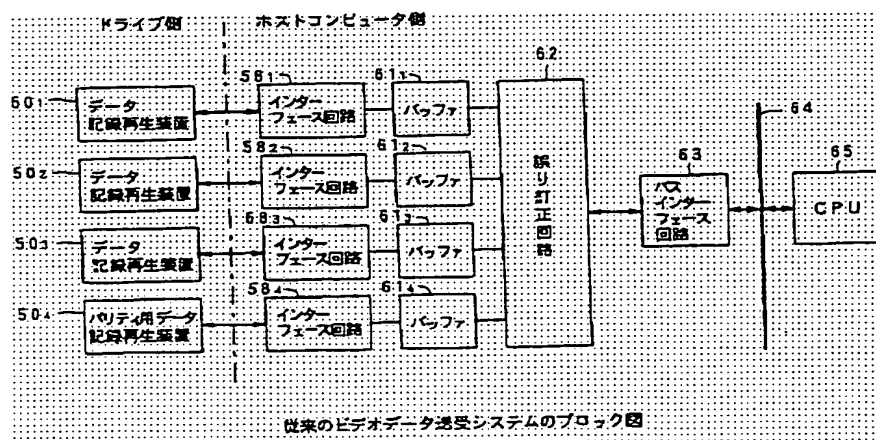 ドライブ側
ホストコンピュータ側
501
データ
記録再生装置
561
インター
フェース回路
611
バッファ
62
誤り訂正回路
502
データ
記録再生装置
582
インター
フェース回路
612
バッファ
63
バス
インター
フェース
回路
64
65
CPU
503
データ
記録再生装置
683
インター
フェース回路
613
バッファ
504
パリティ用データ
記録再生装置
584
インター
フェース回路
614
バッファ
従来のビデオデータ送受システムのブロック図